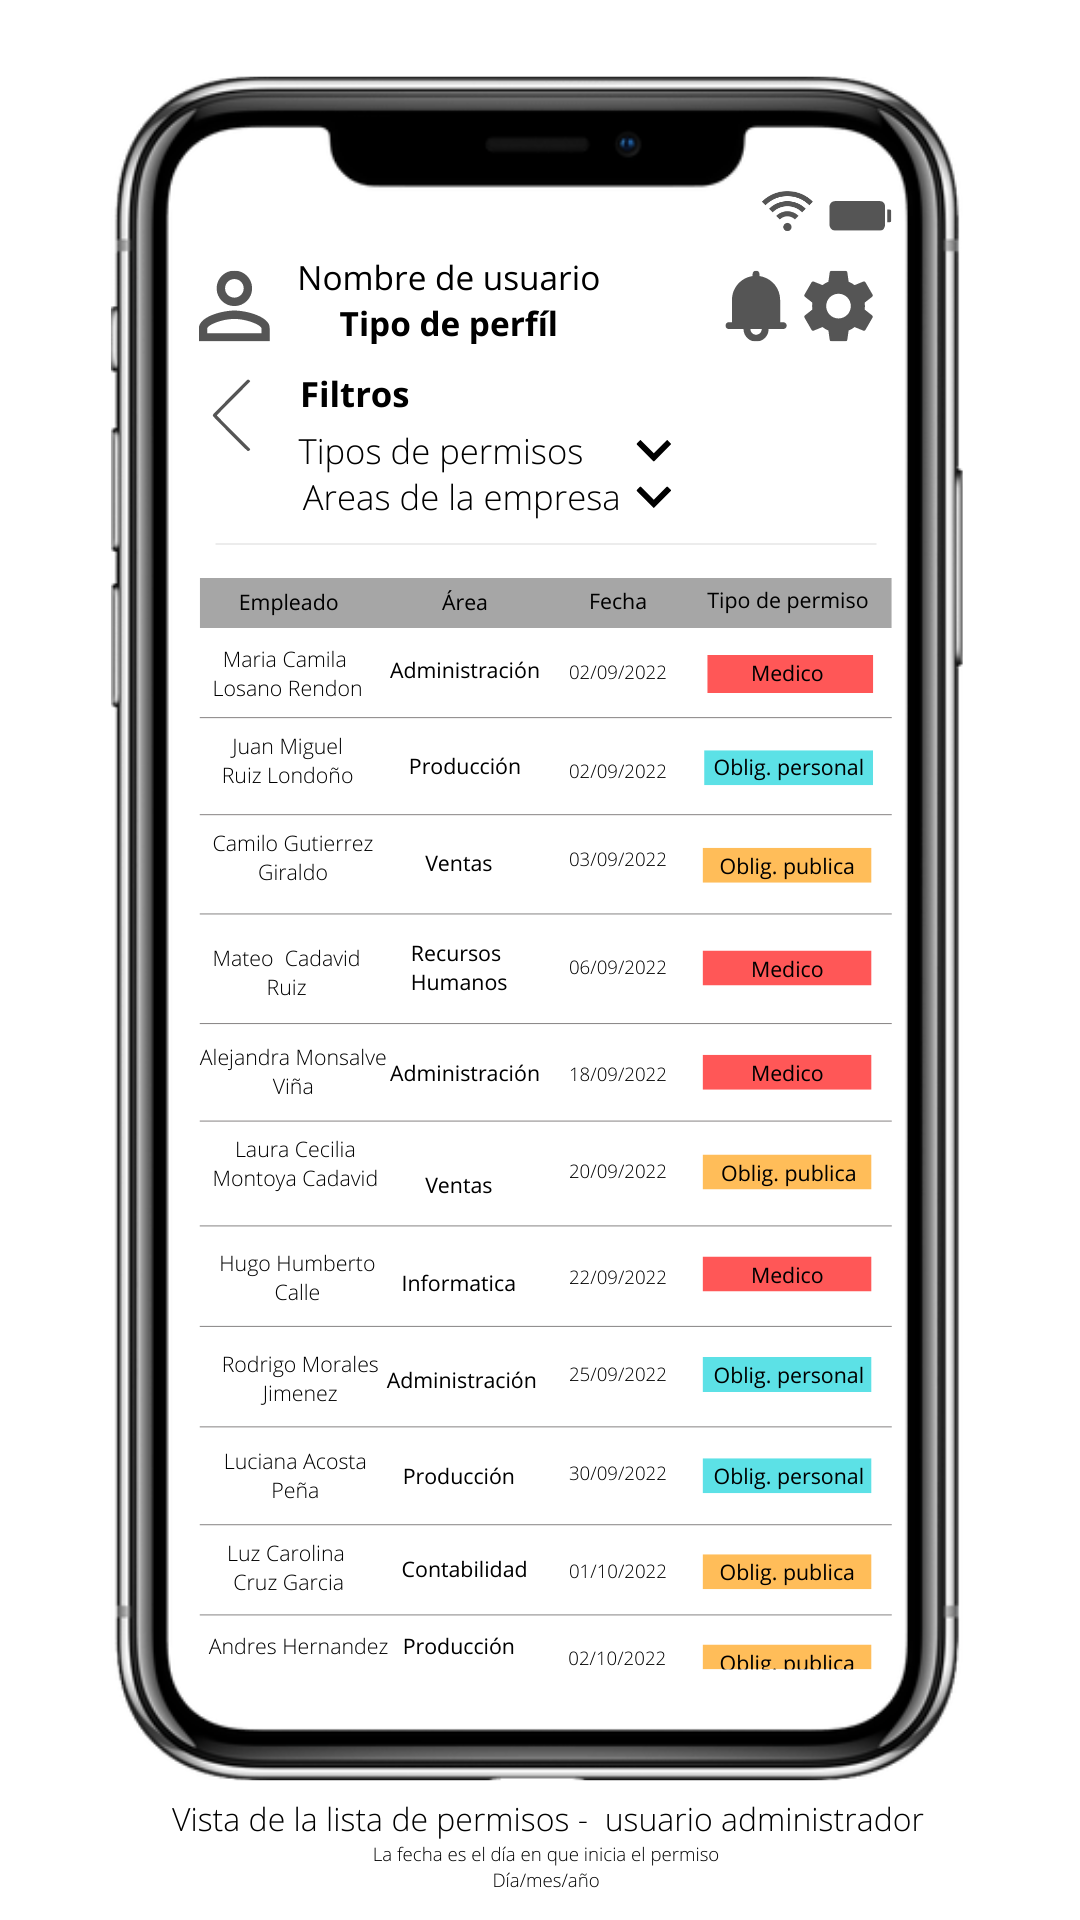 Nombre de usuario
Tipo de perfíl
Filtros
Tipos de permisos
Areas de la empresa
Empleado Área Fecha Tipo de permiso
Maria Camila
Losano Rendon
Administración 02/09/2022 Medico
Juan Miguel
Ruiz Londoño
Producción 02/09/2022 Oblig. personal
Camilo Gutierrez
Giraldo
Ventas 03/09/2022 Oblig. publica
Mateo Cadavid
Ruiz
Recursos
Humanos
06/09/2022 Medico
Alejandra Monsalve
Viña
Administración 18/09/2022 Medico
Laura Cecilia
Montoya Cadavid
Ventas 20/09/2022 Oblig. publica
Hugo Humberto
Calle
Informatica 22/09/2022 Medico
Rodrigo Morales
Jimenez
Administración 25/09/2022 Oblig. personal
Luciana Acosta
Peña
Producción 30/09/2022 Oblig. personal
Luz Carolina
Cruz Garcia
Contabilidad 01/10/2022 Oblig. publica
Andres Hernandez Producción 02/10/2022 Oblig. publica
Vista de la lista de permisos - usuario administrador
La fecha es el día en que inicia el permiso
Día/mes/año